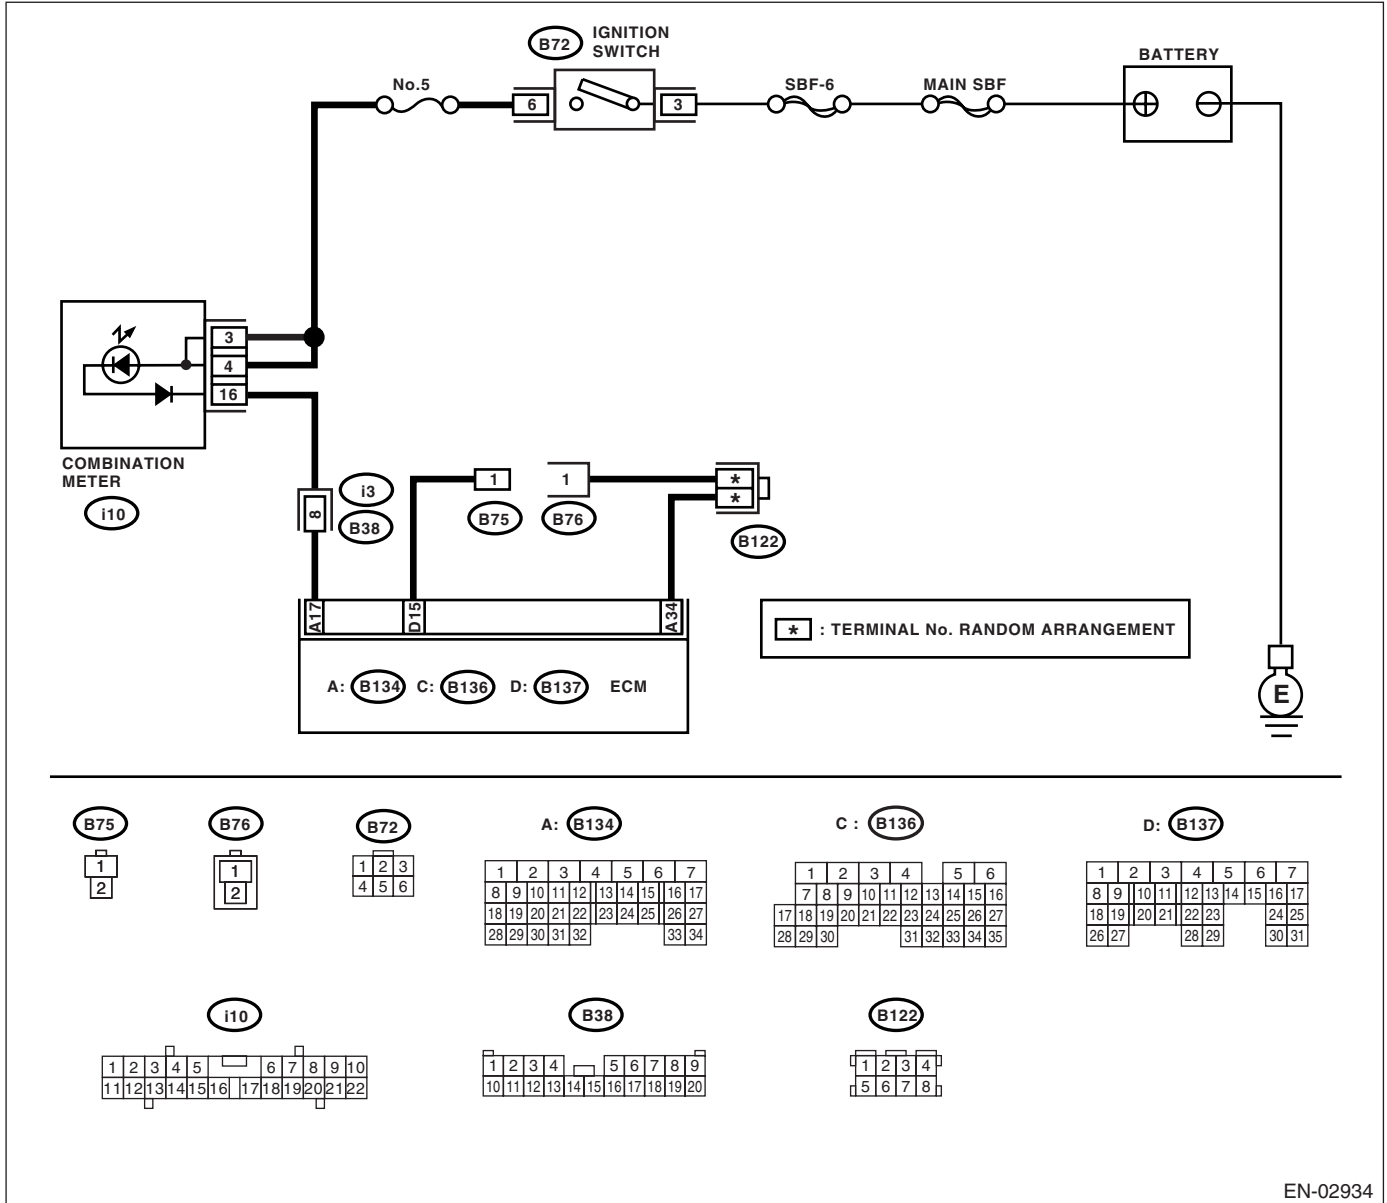 B72 IGNITION
SWITCH
BATTERY
No.5
SBF-6
MAIN SBF
6
3
3
4
16
COMBINATION
METER
i10
8
i3
B38
1
B75
1
B76
*
*
B122
A17
D15
A34
* : TERMINAL No. RANDOM ARRANGEMENT
A: B134 C: B136 D: B137 ECM
E
B75
1
2
B76
1
2
B72
1 2 3
4 5 6
A: B134
1 2 3 4 5 6 7
8 9 10 11 12 13 14 15 16 17
18 19 20 21 22 23 24 25 26 27
28 29 30 31 32 33 34
C : B136
1 2 3 4 5 6
7 8 9 10 11 12 13 14 15 16
17 18 19 20 21 22 23 24 25 26 27
28 29 30 31 32 33 34 35
D: B137
1 2 3 4 5 6 7
8 9 10 11 12 13 14 15 16 17
18 19 20 21 22 23 24 25
26 27 28 29 30 31
i10
1 2 3 4 5 6 7 8 9 10
11 12 13 14 15 16 17 18 19 20 21 22
B38
1 2 3 4 5 6 7 8 9
10 11 12 13 14 15 16 17 18 19 20
B122
1 2 3 4
5 6 7 8
EN-02934